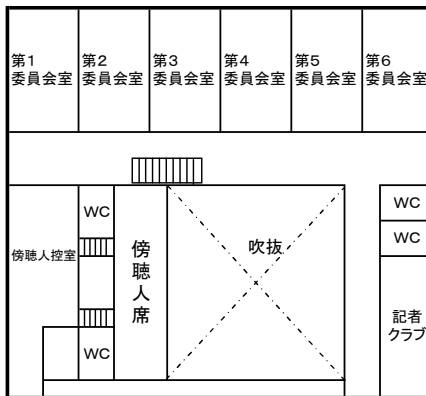 第1
委員会室
第2
委員会室
第3
委員会室
第4
委員会室
第5
委員会室
第6
委員会室
WC
WC
傍聴人控室
傍聴人席
吹抜
WC
WC
記者
クラブ